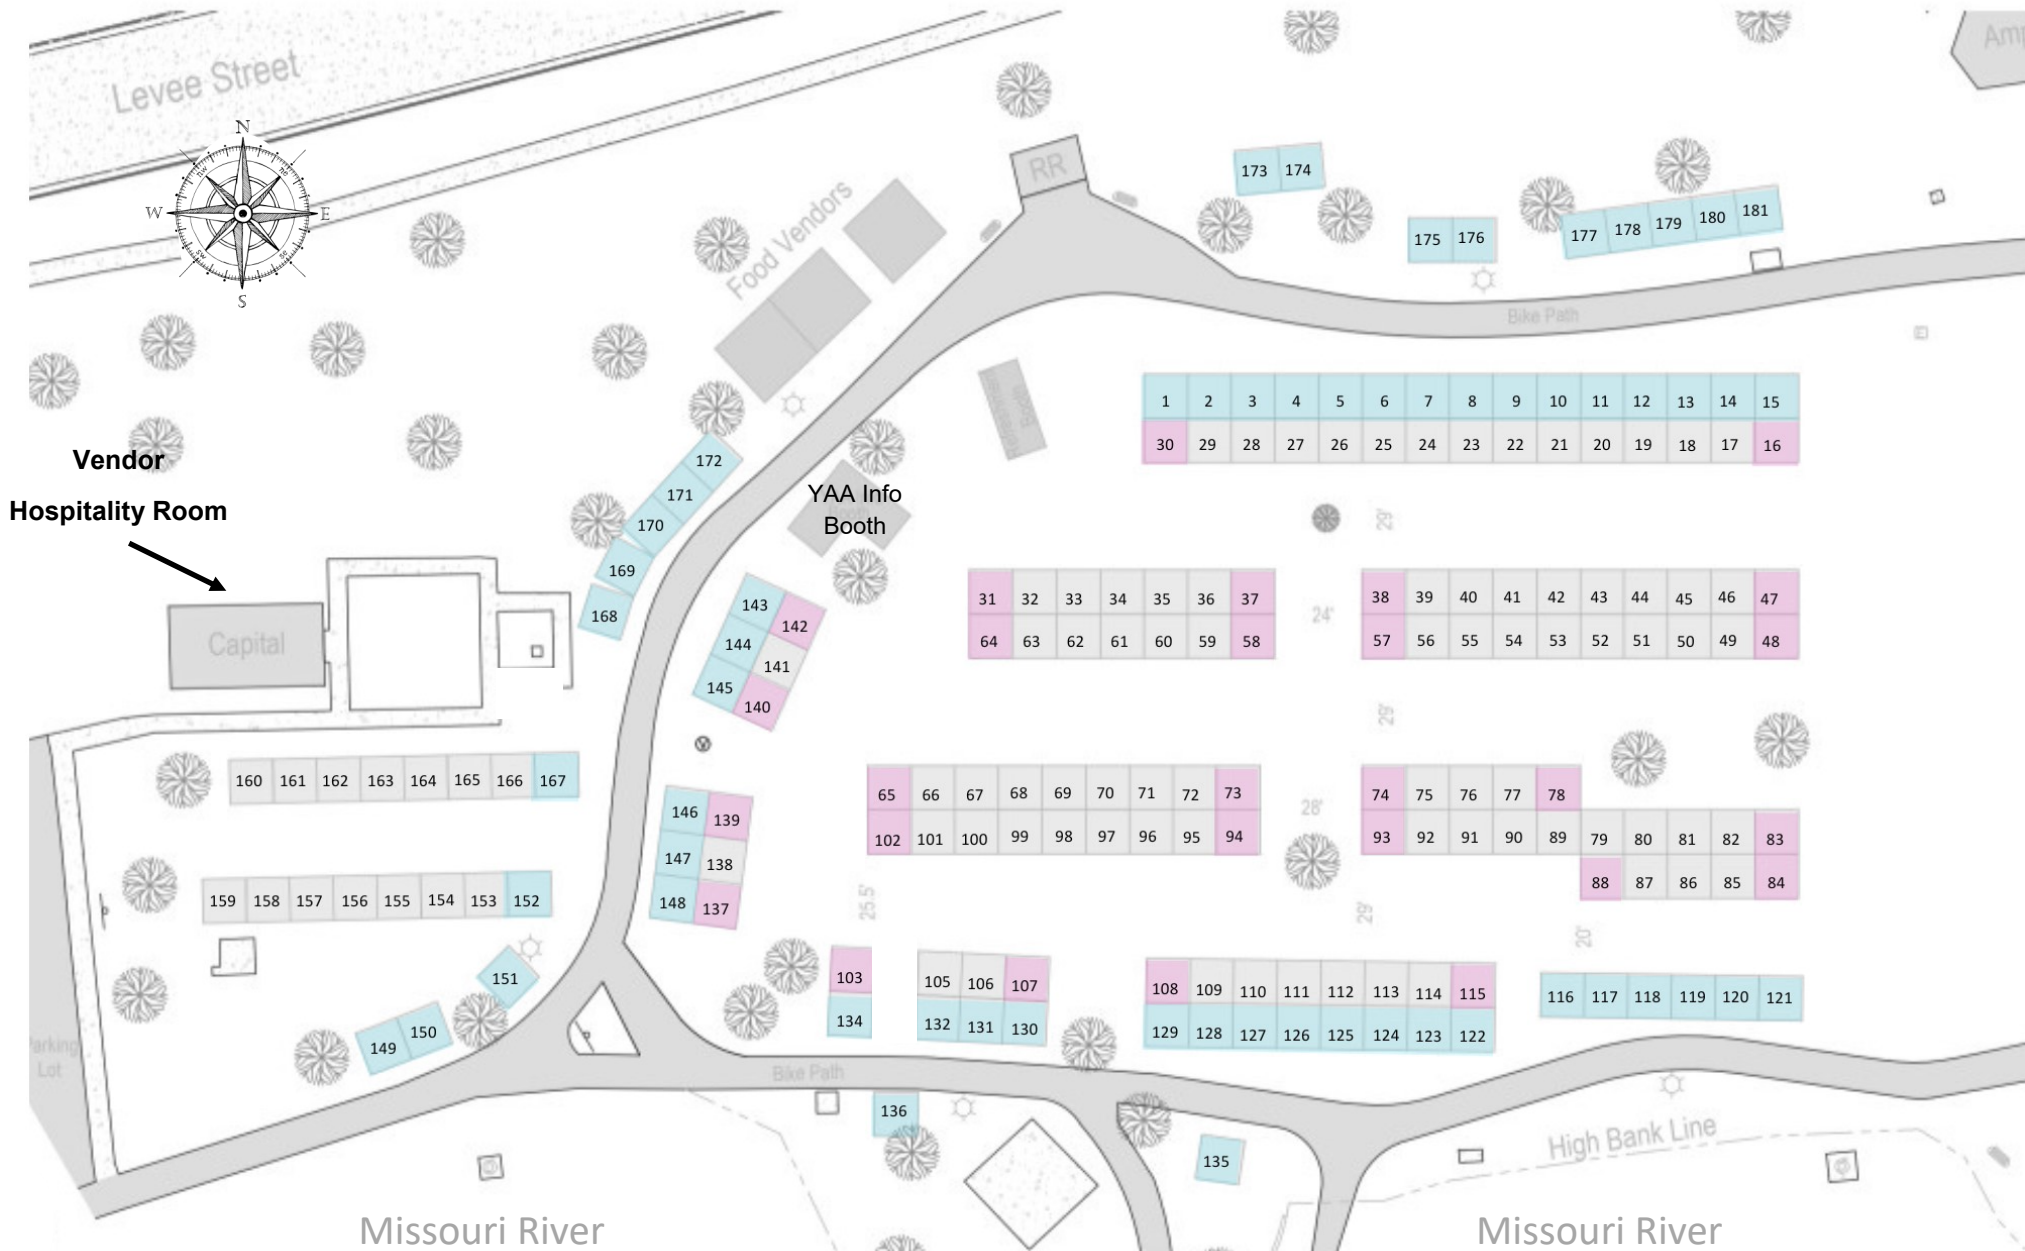 Levee Street
Amp
N
W
E
S
nw
ne
sw
se
RR
Food Vendors
173 174
175 176
177 178 179 180 181
Bike Path
1 2 3 4 5 6 7 8 9 10 11 12 13 14 15
30 29 28 27 26 25 24 23 22 21 20 19 18 17 16
Vendor
Hospitality Room
YAA Info
Booth
Booth
172
171
170
169
168
29'
Capital
143
142
144
141
145
140
31 32 33 34 35 36 37
64 63 62 61 60 59 58
24'
38 39 40 41 42 43 44 45 46 47
57 56 55 54 53 52 51 50 49 48
29'
160 161 162 163 164 165 166 167
146 139
147 138
148 137
65 66 67 68 69 70 71 72 73
102 101 100 99 98 97 96 95 94
28'
74 75 76 77 78
93 92 91 90 89 79 80 81 82 83
88 87 86 85 84
159 158 157 156 155 154 153 152
25.5'
29'
20'
151
149 150
103
134
105 106 107
132 131 130
108 109 110 111 112 113 114 115
129 128 127 126 125 124 123 122
116 117 118 119 120 121
Parking
Lot
Bike Path
136
135
High Bank Line
Missouri River
Missouri River